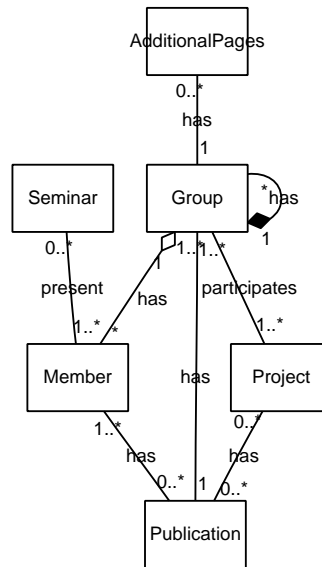 AdditionalPages
0..*
has
1
Seminar
Group
*
has
1
0..*
1
1..*
1..*
present
has
participates
1..*
*
1..*
Member
has
Project
1..*
0..*
has
has
0..*
1
0..*
Publication